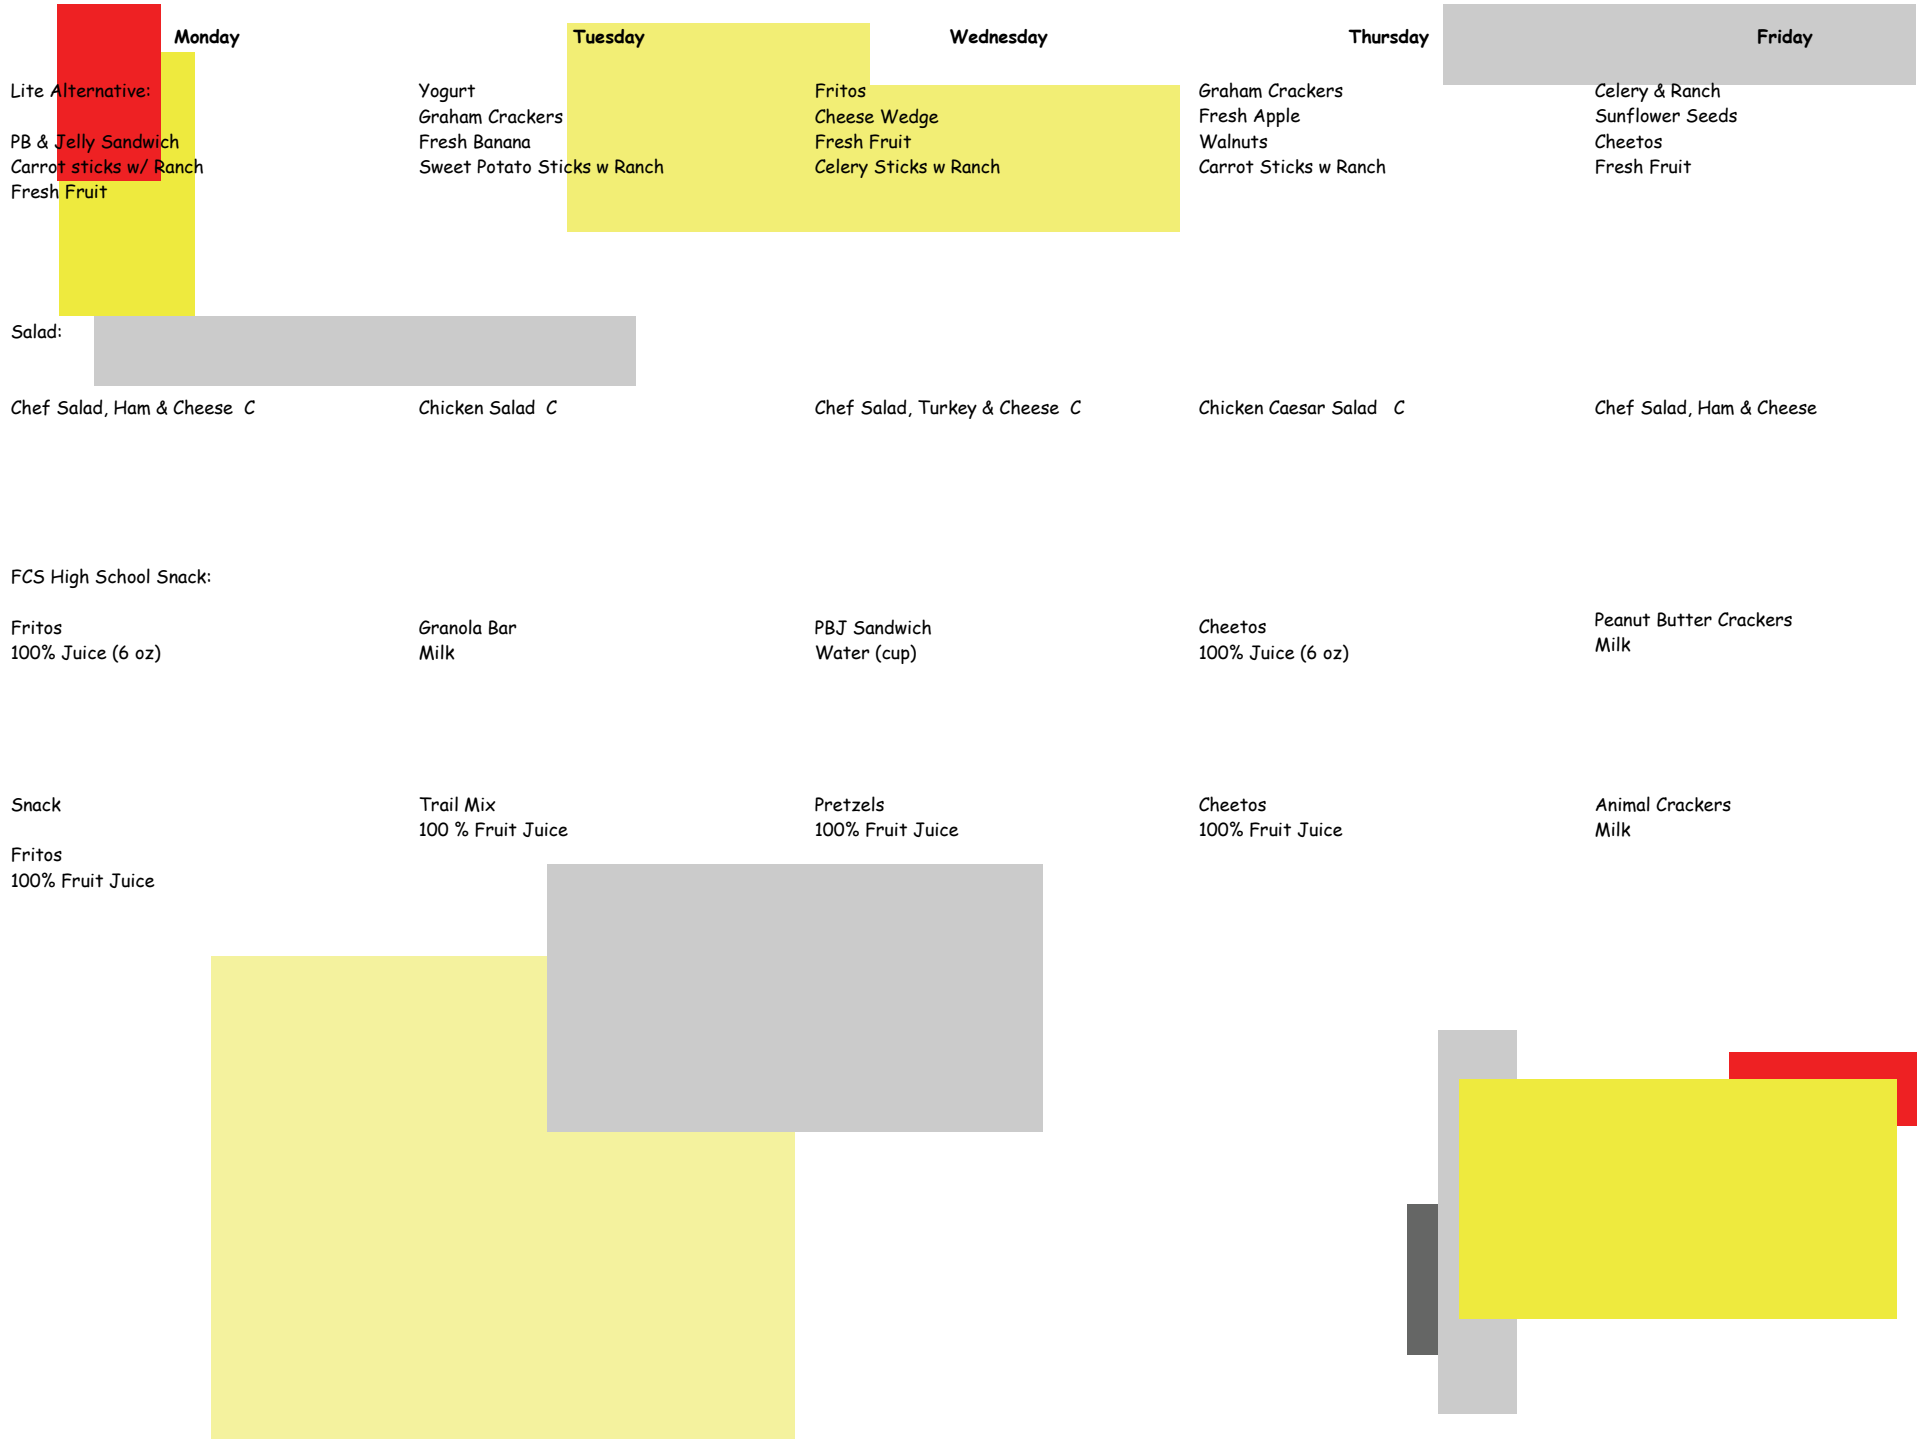 Monday Tuesday Wednesday Thursday Friday
Lite Alternative:
PB & Jelly Sandwich
Carrot sticks w/ Ranch
Fresh Fruit
Yogurt
Graham Crackers
Fresh Banana
Sweet Potato Sticks w Ranch
Fritos
Cheese Wedge
Fresh Fruit
Celery Sticks w Ranch
Graham Crackers
Fresh Apple
Walnuts
Carrot Sticks w Ranch
Celery & Ranch
Sunflower Seeds
Cheetos
Fresh Fruit
Salad:
Chef Salad, Ham & Cheese  C
Chicken Salad  C
Chef Salad, Turkey & Cheese  C
Chicken Caesar Salad   C
Chef Salad, Ham & Cheese
FCS High School Snack:
Fritos
100% Juice (6 oz)
Granola Bar
Milk
PBJ Sandwich
Water (cup)
Cheetos
100% Juice (6 oz)
Peanut Butter Crackers
Milk
Snack
Fritos
100% Fruit Juice
Trail Mix
100 % Fruit Juice
Pretzels
100% Fruit Juice
Cheetos
100% Fruit Juice
Animal Crackers
Milk